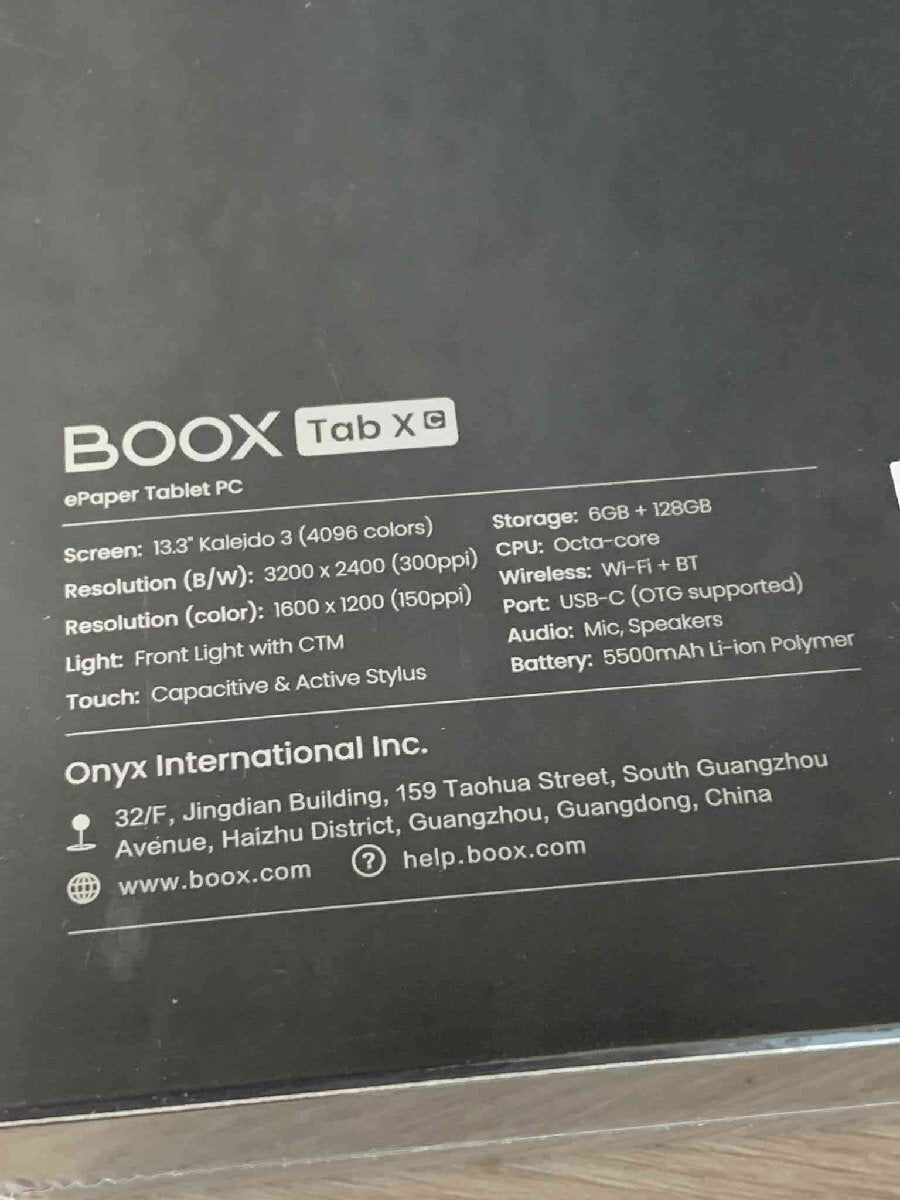 BOOX Tab X C
ePaper Tablet PC
Screen: 13.3" Kaleido 3 (4096 colors)
Resolution (B/W): 3200 x 2400 (300ppi)
Resolution (color): 1600 x 1200 (150ppi)
Light: Front Light with CTM
Touch: Capacitive & Active Stylus
Storage: 6GB + 128GB
CPU: Octa-core
Wireless: Wi-Fi + BT
Port: USB-C (OTG supported)
Audio: Mic, Speakers
Battery: 5500mAh Li-ion Polymer
Onyx International Inc.
32/F, Jingdian Building, 159 Taohua Street, South Guangzhou
Avenue, Haizhu District, Guangzhou, Guangdong, China
www.boox.com ? help.boox.com